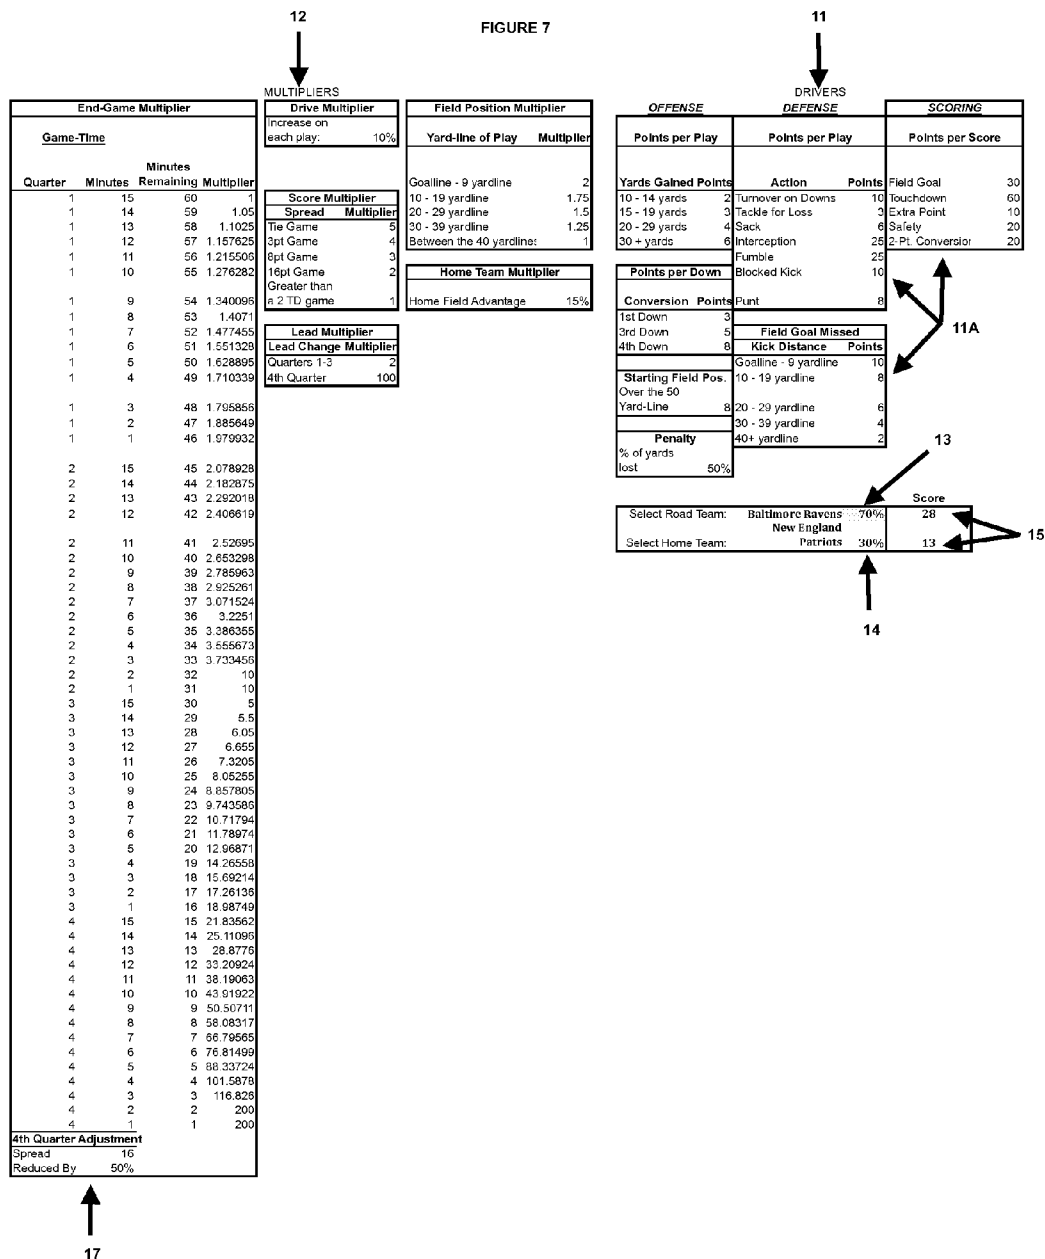 12
FIGURE 7
11
MULTIPLIERS
DRIVERS
End-Game Multiplier
Game-Time
Minutes
Quarter Minutes Remaining Multiplier
1 15 60 1
1 14 59 1.05
1 13 58 1.1025
1 12 57 1.157625
1 11 56 1.215506
1 10 55 1.276282
1 9 54 1.340096
1 8 53 1.4071
1 7 52 1.477455
1 6 51 1.551328
1 5 50 1.628895
1 4 49 1.710339
1 3 48 1.795856
1 2 47 1.885649
1 1 46 1.979932
2 15 45 2.078928
2 14 44 2.182875
2 13 43 2.292018
2 12 42 2.406619
2 11 41 2.52695
2 10 40 2.653298
2 9 39 2.785963
2 8 38 2.925261
2 7 37 3.071524
2 6 36 3.2251
2 5 35 3.386355
2 4 34 3.555673
2 3 33 3.733456
2 2 32 10
2 1 31 10
3 15 30 5
3 14 29 5.5
3 13 28 6.05
3 12 27 6.655
3 11 26 7.3205
3 10 25 8.05255
3 9 24 8.857805
3 8 23 9.743586
3 7 22 10.71794
3 6 21 11.78974
3 5 20 12.96871
3 4 19 14.26558
3 3 18 15.69214
3 2 17 17.26136
3 1 16 18.98749
4 15 15 21.83562
4 14 14 25.11096
4 13 13 28.8776
4 12 12 33.20924
4 11 11 38.19063
4 10 10 43.91922
4 9 9 50.50711
4 8 8 58.08317
4 7 7 66.79565
4 6 6 76.81499
4 5 5 88.33724
4 4 4 101.5878
4 3 3 116.826
4 2 2 200
4 1 1 200
4th Quarter Adjustment
Spread 16
Reduced By 50%
17
Drive Multiplier
Increase on
each play: 10%
Score Multiplier
Spread Multiplier
Tie Game 5
3pt Game 4
8pt Game 3
16pt Game 2
Greater than
a 2 TD game 1
Lead Multiplier
Lead Change Multiplier
Quarters 1-3 2
4th Quarter 100
Field Position Multiplier
Yard-line of Play Multiplier
Goalline - 9 yardline 2
10 - 19 yardline 1.75
20 - 29 yardline 1.5
30 - 39 yardline 1.25
Between the 40 yardlines 1
Home Team Multiplier
Home Field Advantage 15%
OFFENSE
Points per Play
Yards Gained Points
10 - 14 yards 2
15 - 19 yards 3
20 - 29 yards 4
30 + yards 6
Points per Down
Conversion Points
1st Down 3
3rd Down 5
4th Down 8
Starting Field Pos.
Over the 50
Yard-Line 8
Penalty
% of yards
lost 50%
DEFENSE
Points per Play
Action Points
Turnover on Downs 10
Tackle for Loss 3
Sack 6
Interception 25
Fumble 25
Blocked Kick 10
Punt 8
Field Goal Missed
Kick Distance Points
Goalline - 9 yardline 10
10 - 19 yardline 8
20 - 29 yardline 6
30 - 39 yardline 4
40+ yardline 2
SCORING
Points per Score
Field Goal 30
Touchdown 60
Extra Point 10
Safety 20
2-Pt. Conversior 20
11A
13
Score
Select Road Team: Baltimore Ravens 70% 28
New England
Select Home Team: Patriots 30% 13
15
14